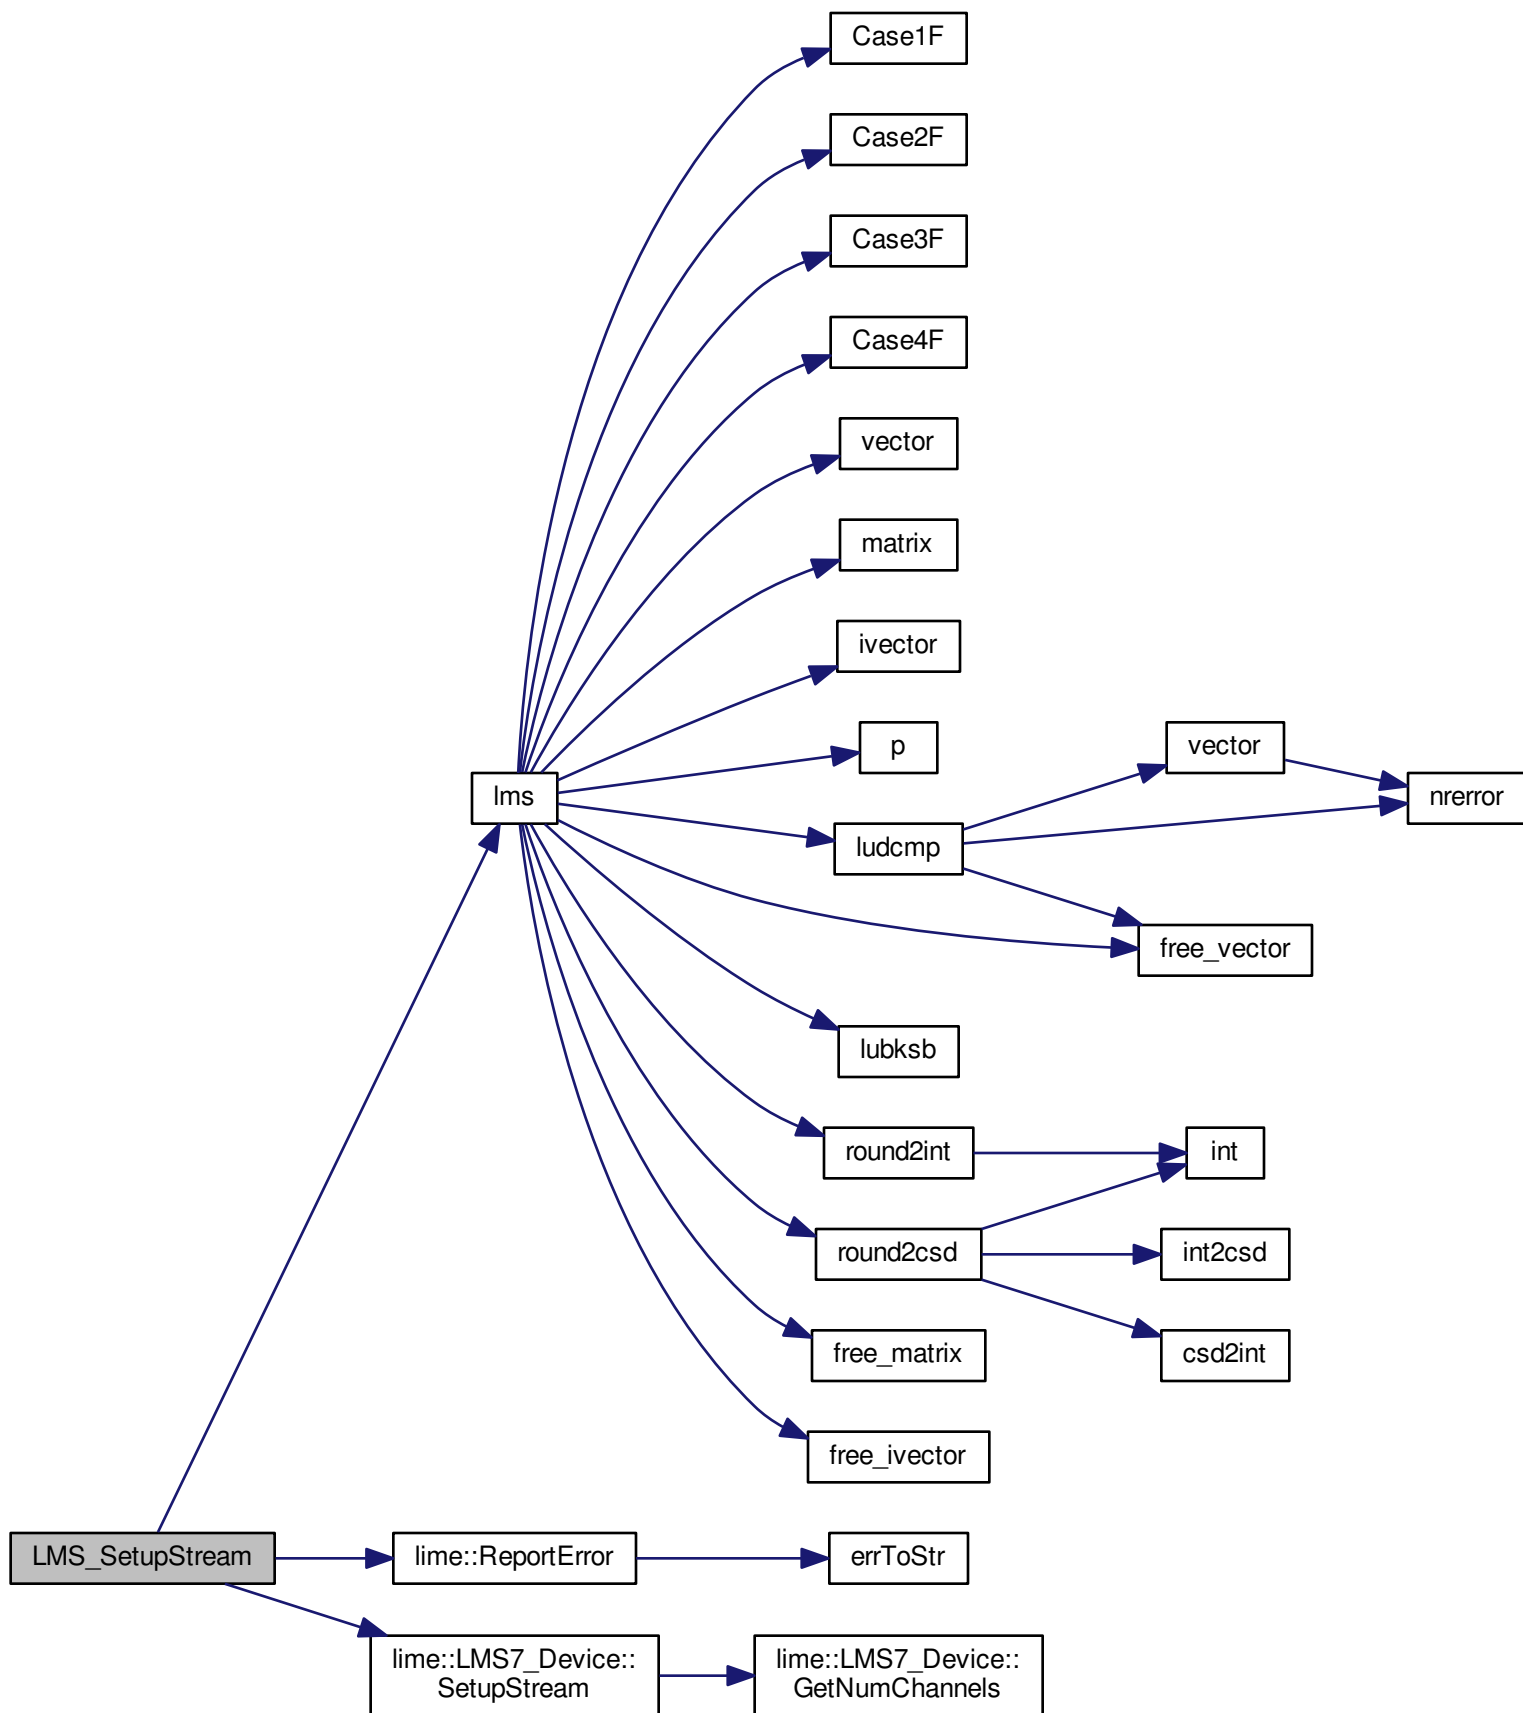 Case1F
Case2F
Case3F
Case4F
vector
matrix
ivector
p
vector
lms
nrerror
ludcmp
free_vector
lubksb
round2int
int
round2csd
int2csd
free_matrix
csd2int
free_ivector
LMS_SetupStream
lime::ReportError
errToStr
lime::LMS7_Device::
SetupStream
lime::LMS7_Device::
GetNumChannels